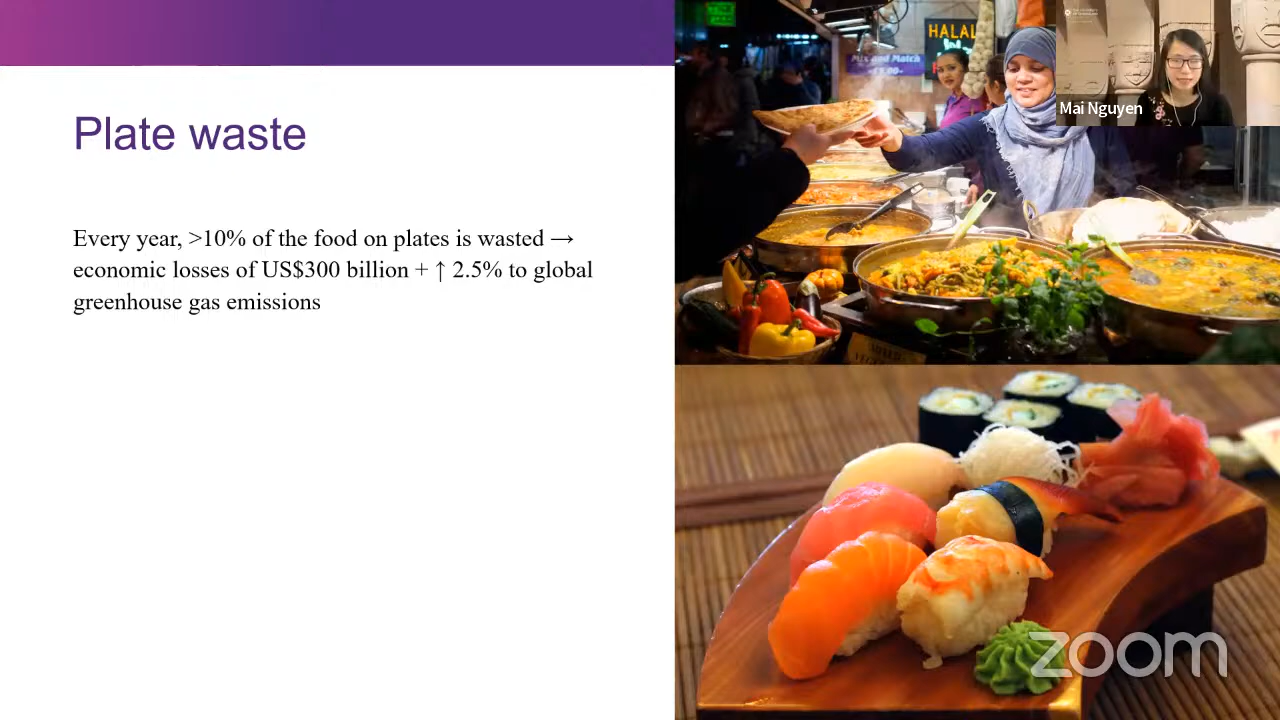 Plate waste
Every year, >10% of the food on plates is wasted →
economic losses of US$300 billion + ↑ 2.5% to global
greenhouse gas emissions
HALAL
Mix and Match
Mai Nguyen
zoom